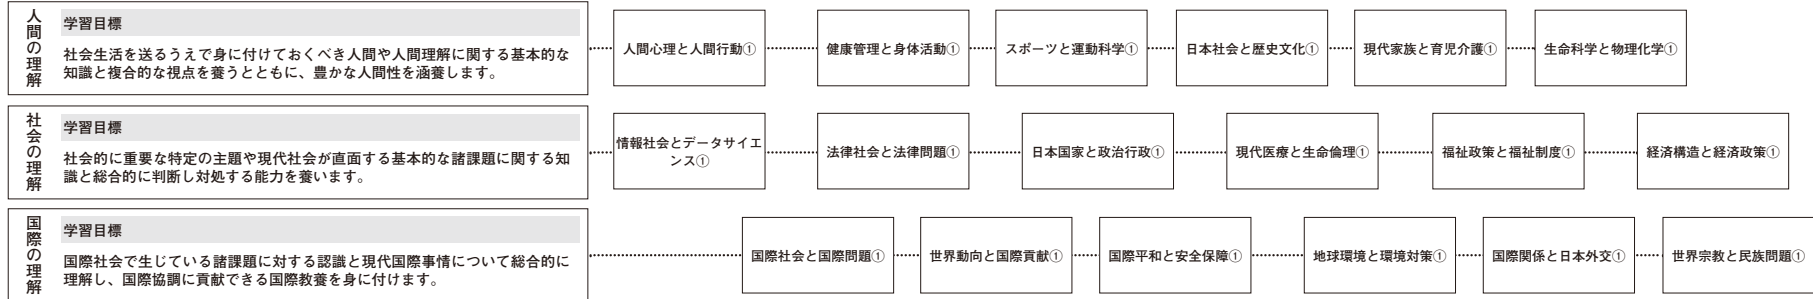 人間の理解
学習目標
社会生活を送るうえで身に付けておくべき人間や人間理解に関する基本的な
知識と複合的な視点を養うとともに、豊かな人間性を涵養します。
人間心理と人間行動①
健康管理と身体活動①
スポーツと運動科学①
日本社会と歴史文化①
現代家族と育児介護①
生命科学と物理化学①
社会の理解
学習目標
社会的に重要な特定の主題や現代社会が直面する基本的な諸課題に関する知
識と総合的に判断し対処する能力を養います。
情報社会とデータサイエ
ンス①
法律社会と法律問題①
日本国家と政治行政①
現代医療と生命倫理①
福祉政策と福祉制度①
経済構造と経済政策①
国際の理解
学習目標
国際社会で生じている諸課題に対する認識と現代国際事情について総合的に
理解し、国際協調に貢献できる国際教養を身に付けます。
国際社会と国際問題①
世界動向と国際貢献①
国際平和と安全保障①
地球環境と環境対策①
国際関係と日本外交①
世界宗教と民族問題①